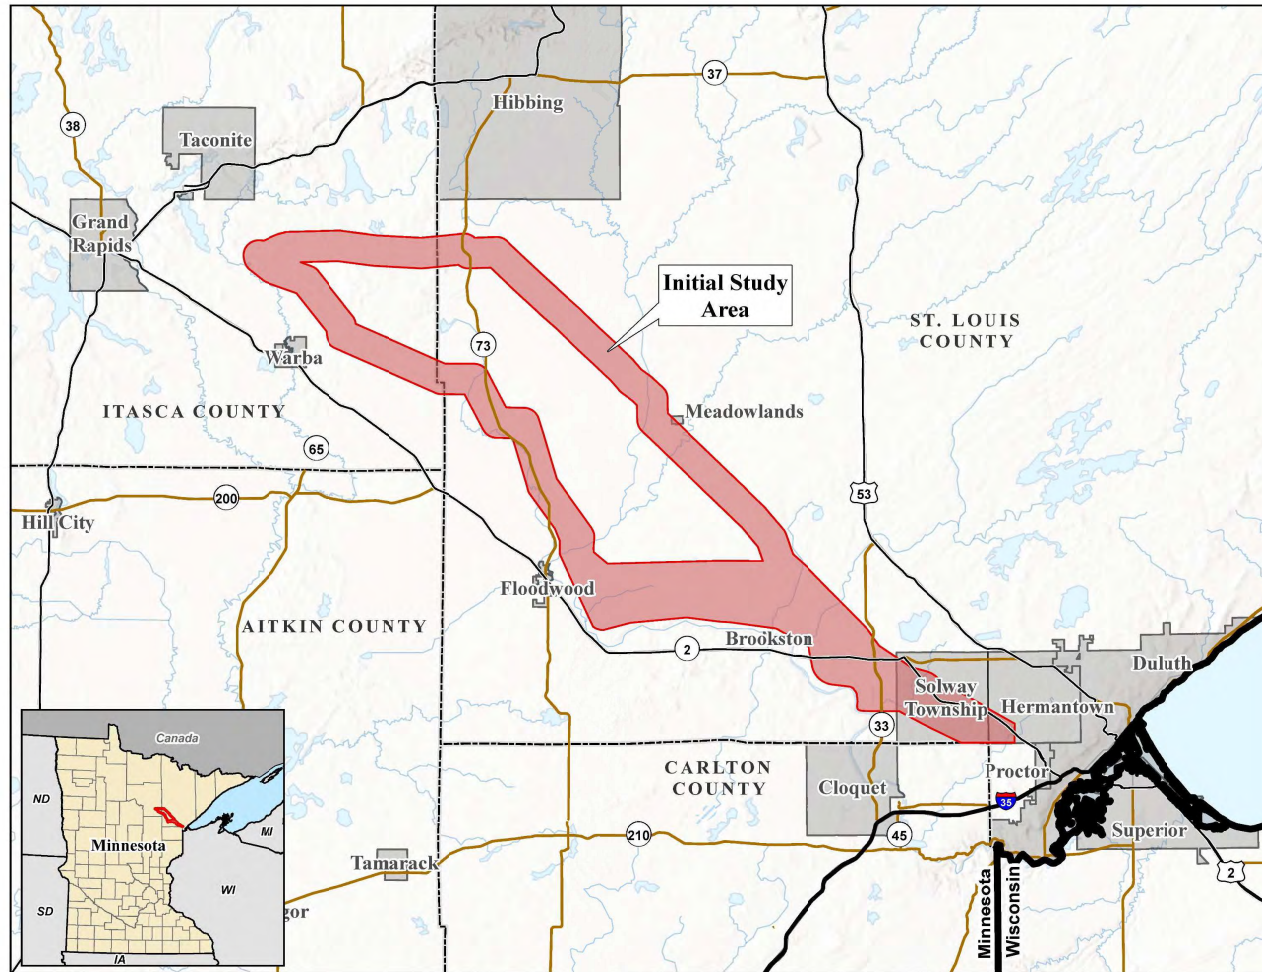 37
Hibbing
38
Taconite
Grand
Rapids
Initial Study
Area
ST. LOUIS
COUNTY
73
Warba
ITASCA COUNTY
Meadowlands
65
200
53
Hill City
Floodwood
AITKIN COUNTY
Brookston
2
Duluth
Solway
Township
Hermantown
33
CARLTON
COUNTY
Proctor
Cloquet
35
210
45
Superior
Tamarack
2
gor
Minnesota
Wisconsin
Canada
ND
Minnesota
MI
WI
SD
IA